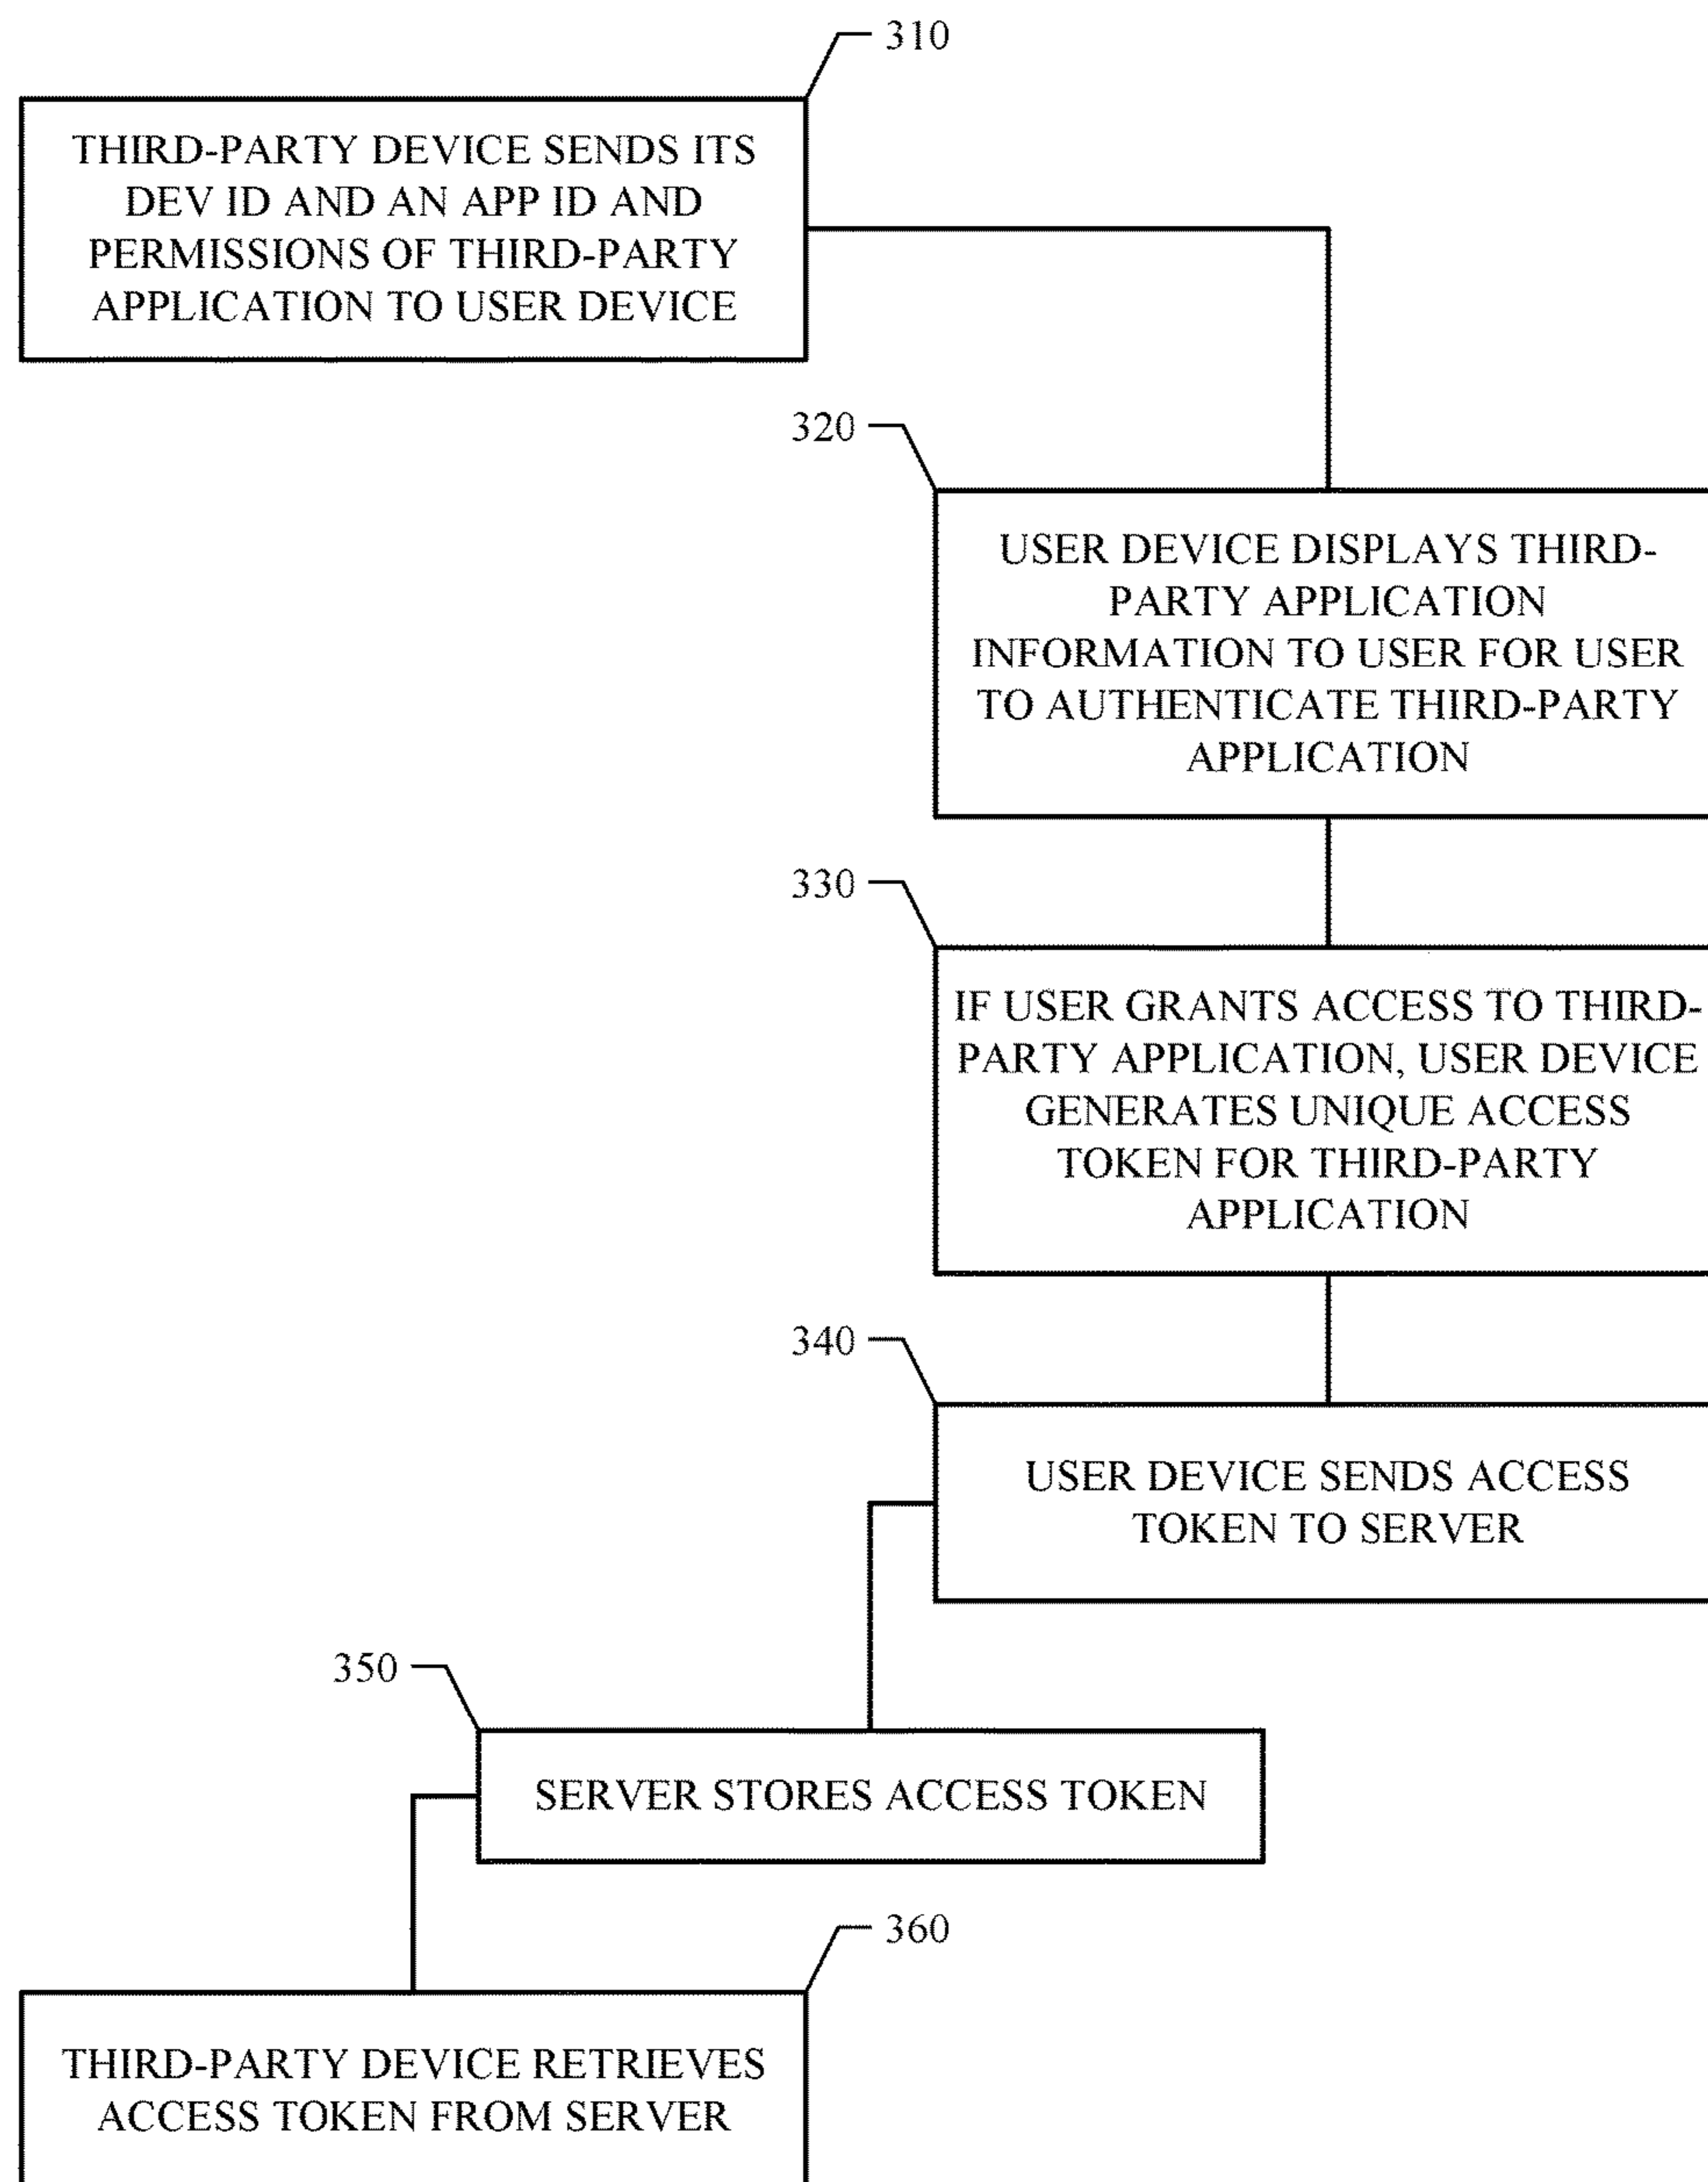 310
THIRD-PARTY DEVICE SENDS ITS
DEV ID AND AN APP ID AND
PERMISSIONS OF THIRD-PARTY
APPLICATION TO USER DEVICE
320
USER DEVICE DISPLAYS THIRD-
PARTY APPLICATION
INFORMATION TO USER FOR USER
TO AUTHENTICATE THIRD-PARTY
APPLICATION
330
IF USER GRANTS ACCESS TO THIRD-
PARTY APPLICATION, USER DEVICE
GENERATES UNIQUE ACCESS
TOKEN FOR THIRD-PARTY
APPLICATION
340
USER DEVICE SENDS ACCESS
TOKEN TO SERVER
350
SERVER STORES ACCESS TOKEN
360
THIRD-PARTY DEVICE RETRIEVES
ACCESS TOKEN FROM SERVER